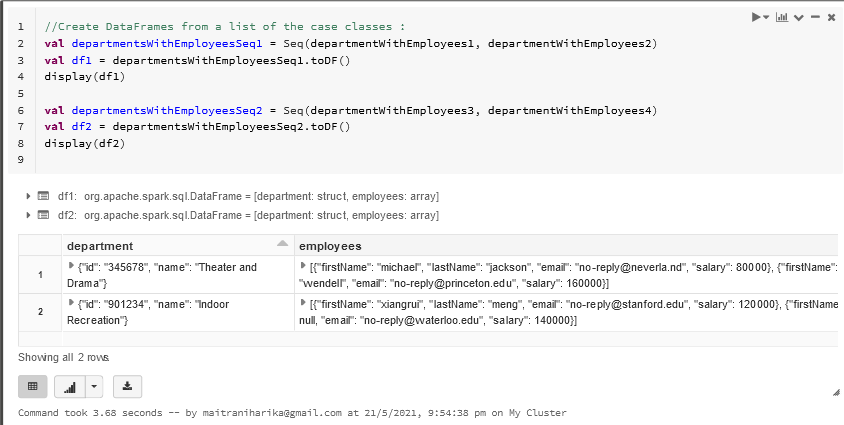 1 //Create DataFrames from a list of the case classes :
2 val departmentsWithEmployeesSeq1 = Seq(departmentWithEmployees1, departmentWithEmployees2)
3 val df1 = departmentsWithEmployeesSeq1.toDF()
4 display(df1)
5
6 val departmentsWithEmployeesSeq2 = Seq(departmentWithEmployees3, departmentWithEmployees4)
7 val df2 = departmentsWithEmployeesSeq2.toDF()
8 display(df2)
9
df1: org.apache.spark.sql.DataFrame = [department: struct, employees: array]
df2: org.apache.spark.sql.DataFrame = [department: struct, employees: array]
department employees
1 {"id": "345678", "name": "Theater and [{"firstName": "michael", "lastName": "jackson", "email": "no-reply@neverla.nd", "salary": 80000}, {"firstName":
Drama"} "wendell", "email": "no-reply@princeton.edu", "salary": 160000}]
2 {"id": "901234", "name": "Indoor [{"firstName": "xiangrui", "lastName": "meng", "email": "no-reply@stanford.edu", "salary": 120000}, {"firstName
Recreation"} null, "email": "no-reply@waterloo.edu", "salary": 140000}]
Showing all 2 rows.
Command took 3.68 seconds -- by maitraniharika@gmail.com at 21/5/2021, 9:54:38 pm on My Cluster